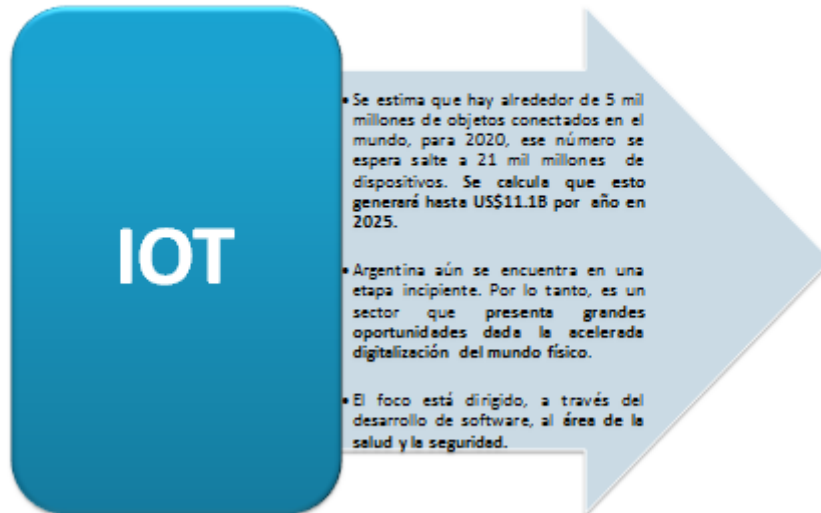 IOT
• Se estima que hay alrededor de 5 mil
millones de objetos conectados en el
mundo, para 2020, ese número se
espera salte a 21 mil millones de
dispositivos. Se calcula que esto
generará hasta US$11.1B por año en
2025.
• Argentina aún se encuentra en una
etapa incipiente. Por lo tanto, es un
sector que presenta grandes
oportunidades dada la acelerada
digitalización del mundo físico.
• El foco está dirigido, a través del
desarrollo de software, al área de la
salud y la seguridad.